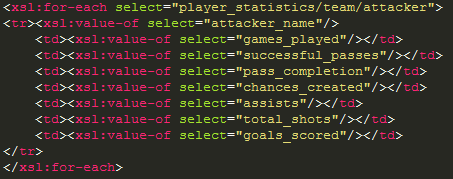 <xsl:for-each select="player_statistics/team/attacker">
<tr><xsl:value-of select="attacker_name"/>
<td><xsl:value-of select="games_played"/></td>
<td><xsl:value-of select="successful_passes"/></td>
<td><xsl:value-of select="pass_completion"/></td>
<td><xsl:value-of select="chances_created"/></td>
<td><xsl:value-of select="assists"/></td>
<td><xsl:value-of select="total_shots"/></td>
<td><xsl:value-of select="goals_scored"/></td>
</tr>
</xsl:for-each>